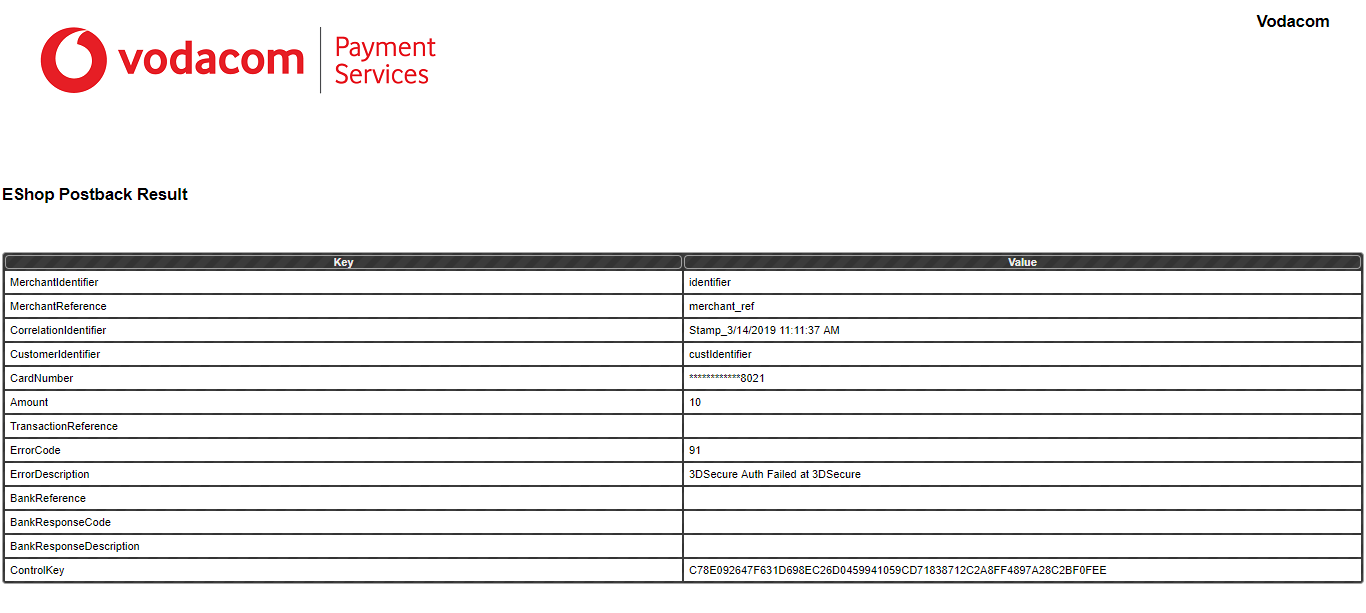 vodacom
Payment
Services
Vodacom
EShop Postback Result
Key Value
MerchantIdentifier identifier
MerchantReference merchant_ref
CorrelationIdentifier Stamp_3/14/2019 11:11:37 AM
CustomerIdentifier custIdentifier
CardNumber ************8021
Amount 10
TransactionReference
ErrorCode 91
ErrorDescription 3DSecure Auth Failed at 3DSecure
BankReference
BankResponseCode
BankResponseDescription
ControlKey C78E092647F631D698EC26D0459941059CD71838712C2A8FF4897A28C2BF0FEE